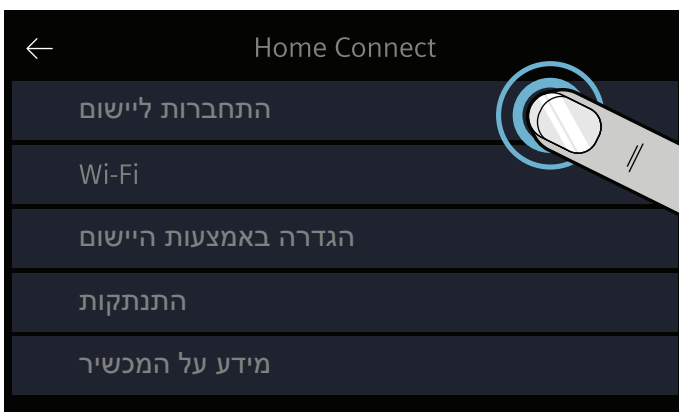 Home Connect
התחברות ליישום
Wi-Fi
הגדרה באמצעות היישום
התנתקות
מידע על המכשיר